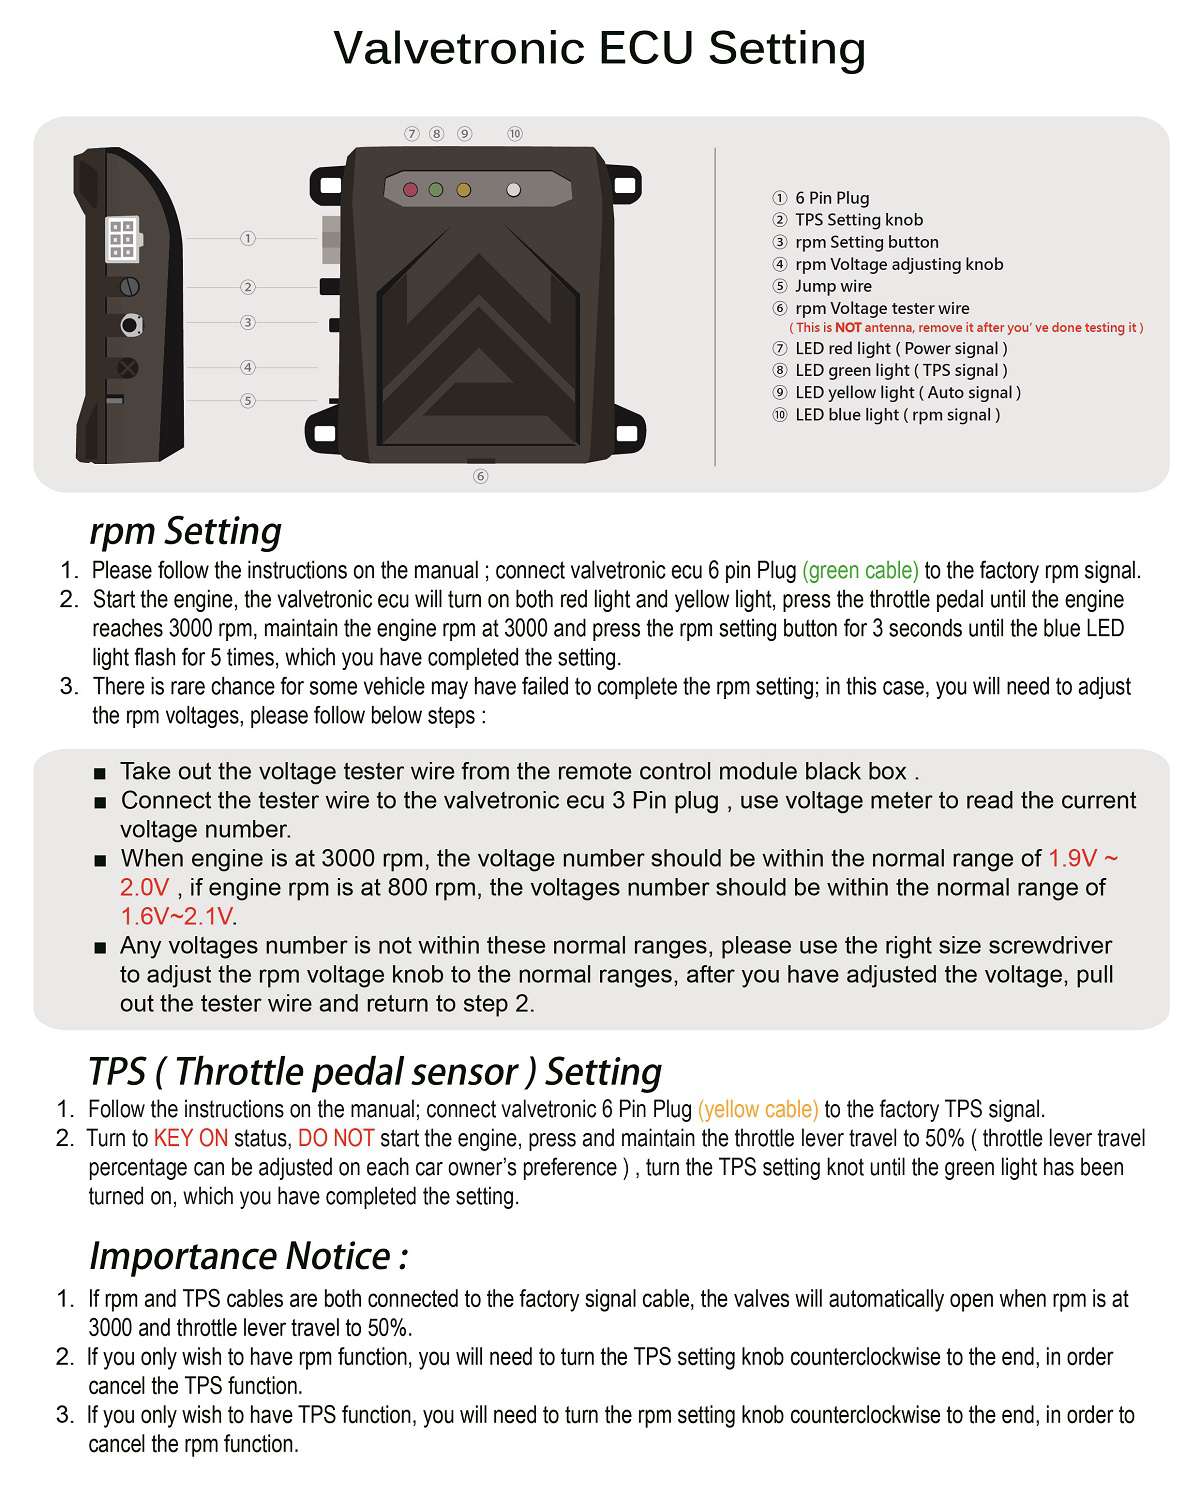 Valvetronic ECU Setting
⑦ ⑧ ⑨ ⑩
①
②
③
④
⑤
⑥
① 6 Pin Plug
② TPS Setting knob
③ rpm Setting button
④ rpm Voltage adjusting knob
⑤ Jump wire
⑥ rpm Voltage tester wire
( This is NOT antenna, remove it after you' ve done testing it )
⑦ LED red light ( Power signal )
⑧ LED green light ( TPS signal )
⑨ LED yellow light ( Auto signal )
⑩ LED blue light ( rpm signal )
rpm Setting
1. Please follow the instructions on the manual ; connect valvetronic ecu 6 pin Plug (green cable) to the factory rpm signal.
2. Start the engine, the valvetronic ecu will turn on both red light and yellow light, press the throttle pedal until the engine
reaches 3000 rpm, maintain the engine rpm at 3000 and press the rpm setting button for 3 seconds until the blue LED
light flash for 5 times, which you have completed the setting.
3. There is rare chance for some vehicle may have failed to complete the rpm setting; in this case, you will need to adjust
the rpm voltages, please follow below steps :
■ Take out the voltage tester wire from the remote control module black box .
■ Connect the tester wire to the valvetronic ecu 3 Pin plug , use voltage meter to read the current
voltage number.
■ When engine is at 3000 rpm, the voltage number should be within the normal range of 1.9V ~
2.0V , if engine rpm is at 800 rpm, the voltages number should be within the normal range of
1.6V~2.1V.
■ Any voltages number is not within these normal ranges, please use the right size screwdriver
to adjust the rpm voltage knob to the normal ranges, after you have adjusted the voltage, pull
out the tester wire and return to step 2.
TPS ( Throttle pedal sensor ) Setting
1. Follow the instructions on the manual; connect valvetronic 6 Pin Plug (yellow cable) to the factory TPS signal.
2. Turn to KEY ON status, DO NOT start the engine, press and maintain the throttle lever travel to 50% ( throttle lever travel
percentage can be adjusted on each car owner’s preference ) , turn the TPS setting knot until the green light has been
turned on, which you have completed the setting.
Importance Notice :
1. If rpm and TPS cables are both connected to the factory signal cable, the valves will automatically open when rpm is at
3000 and throttle lever travel to 50%.
2. If you only wish to have rpm function, you will need to turn the TPS setting knob counterclockwise to the end, in order
cancel the TPS function.
3. If you only wish to have TPS function, you will need to turn the rpm setting knob counterclockwise to the end, in order to
cancel the rpm function.